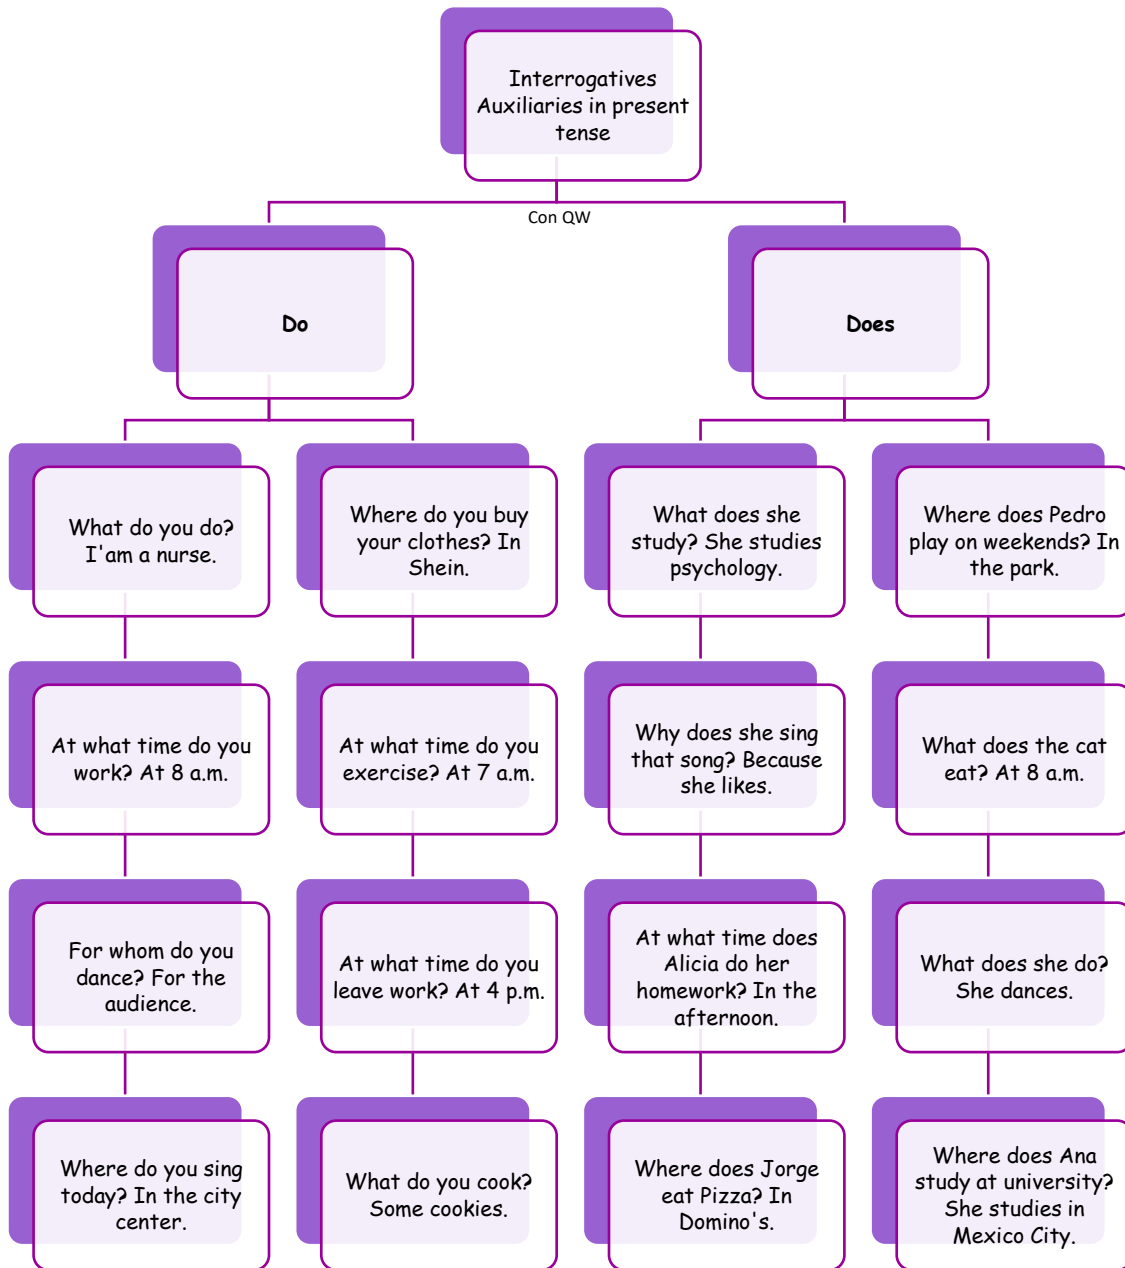 Interrogatives
Auxiliaries in present
tense
Con QW
Do
Does
What do you do?
I'am a nurse.
Where do you buy
your clothes? In
Shein.
What does she
study? She studies
psychology.
Where does Pedro
play on weekends? In
the park.
At what time do you
work? At 8 a.m.
At what time do you
exercise? At 7 a.m.
Why does she sing
that song? Because
she likes.
What does the cat
eat? At 8 a.m.
For whom do you
dance? For the
audience.
At what time do you
leave work? At 4 p.m.
At what time does
Alicia do her
homework? In the
afternoon.
What does she do?
She dances.
Where do you sing
today? In the city
center.
What do you cook?
Some cookies.
Where does Jorge
eat Pizza? In
Domino's.
Where does Ana
study at university?
She studies in
Mexico City.